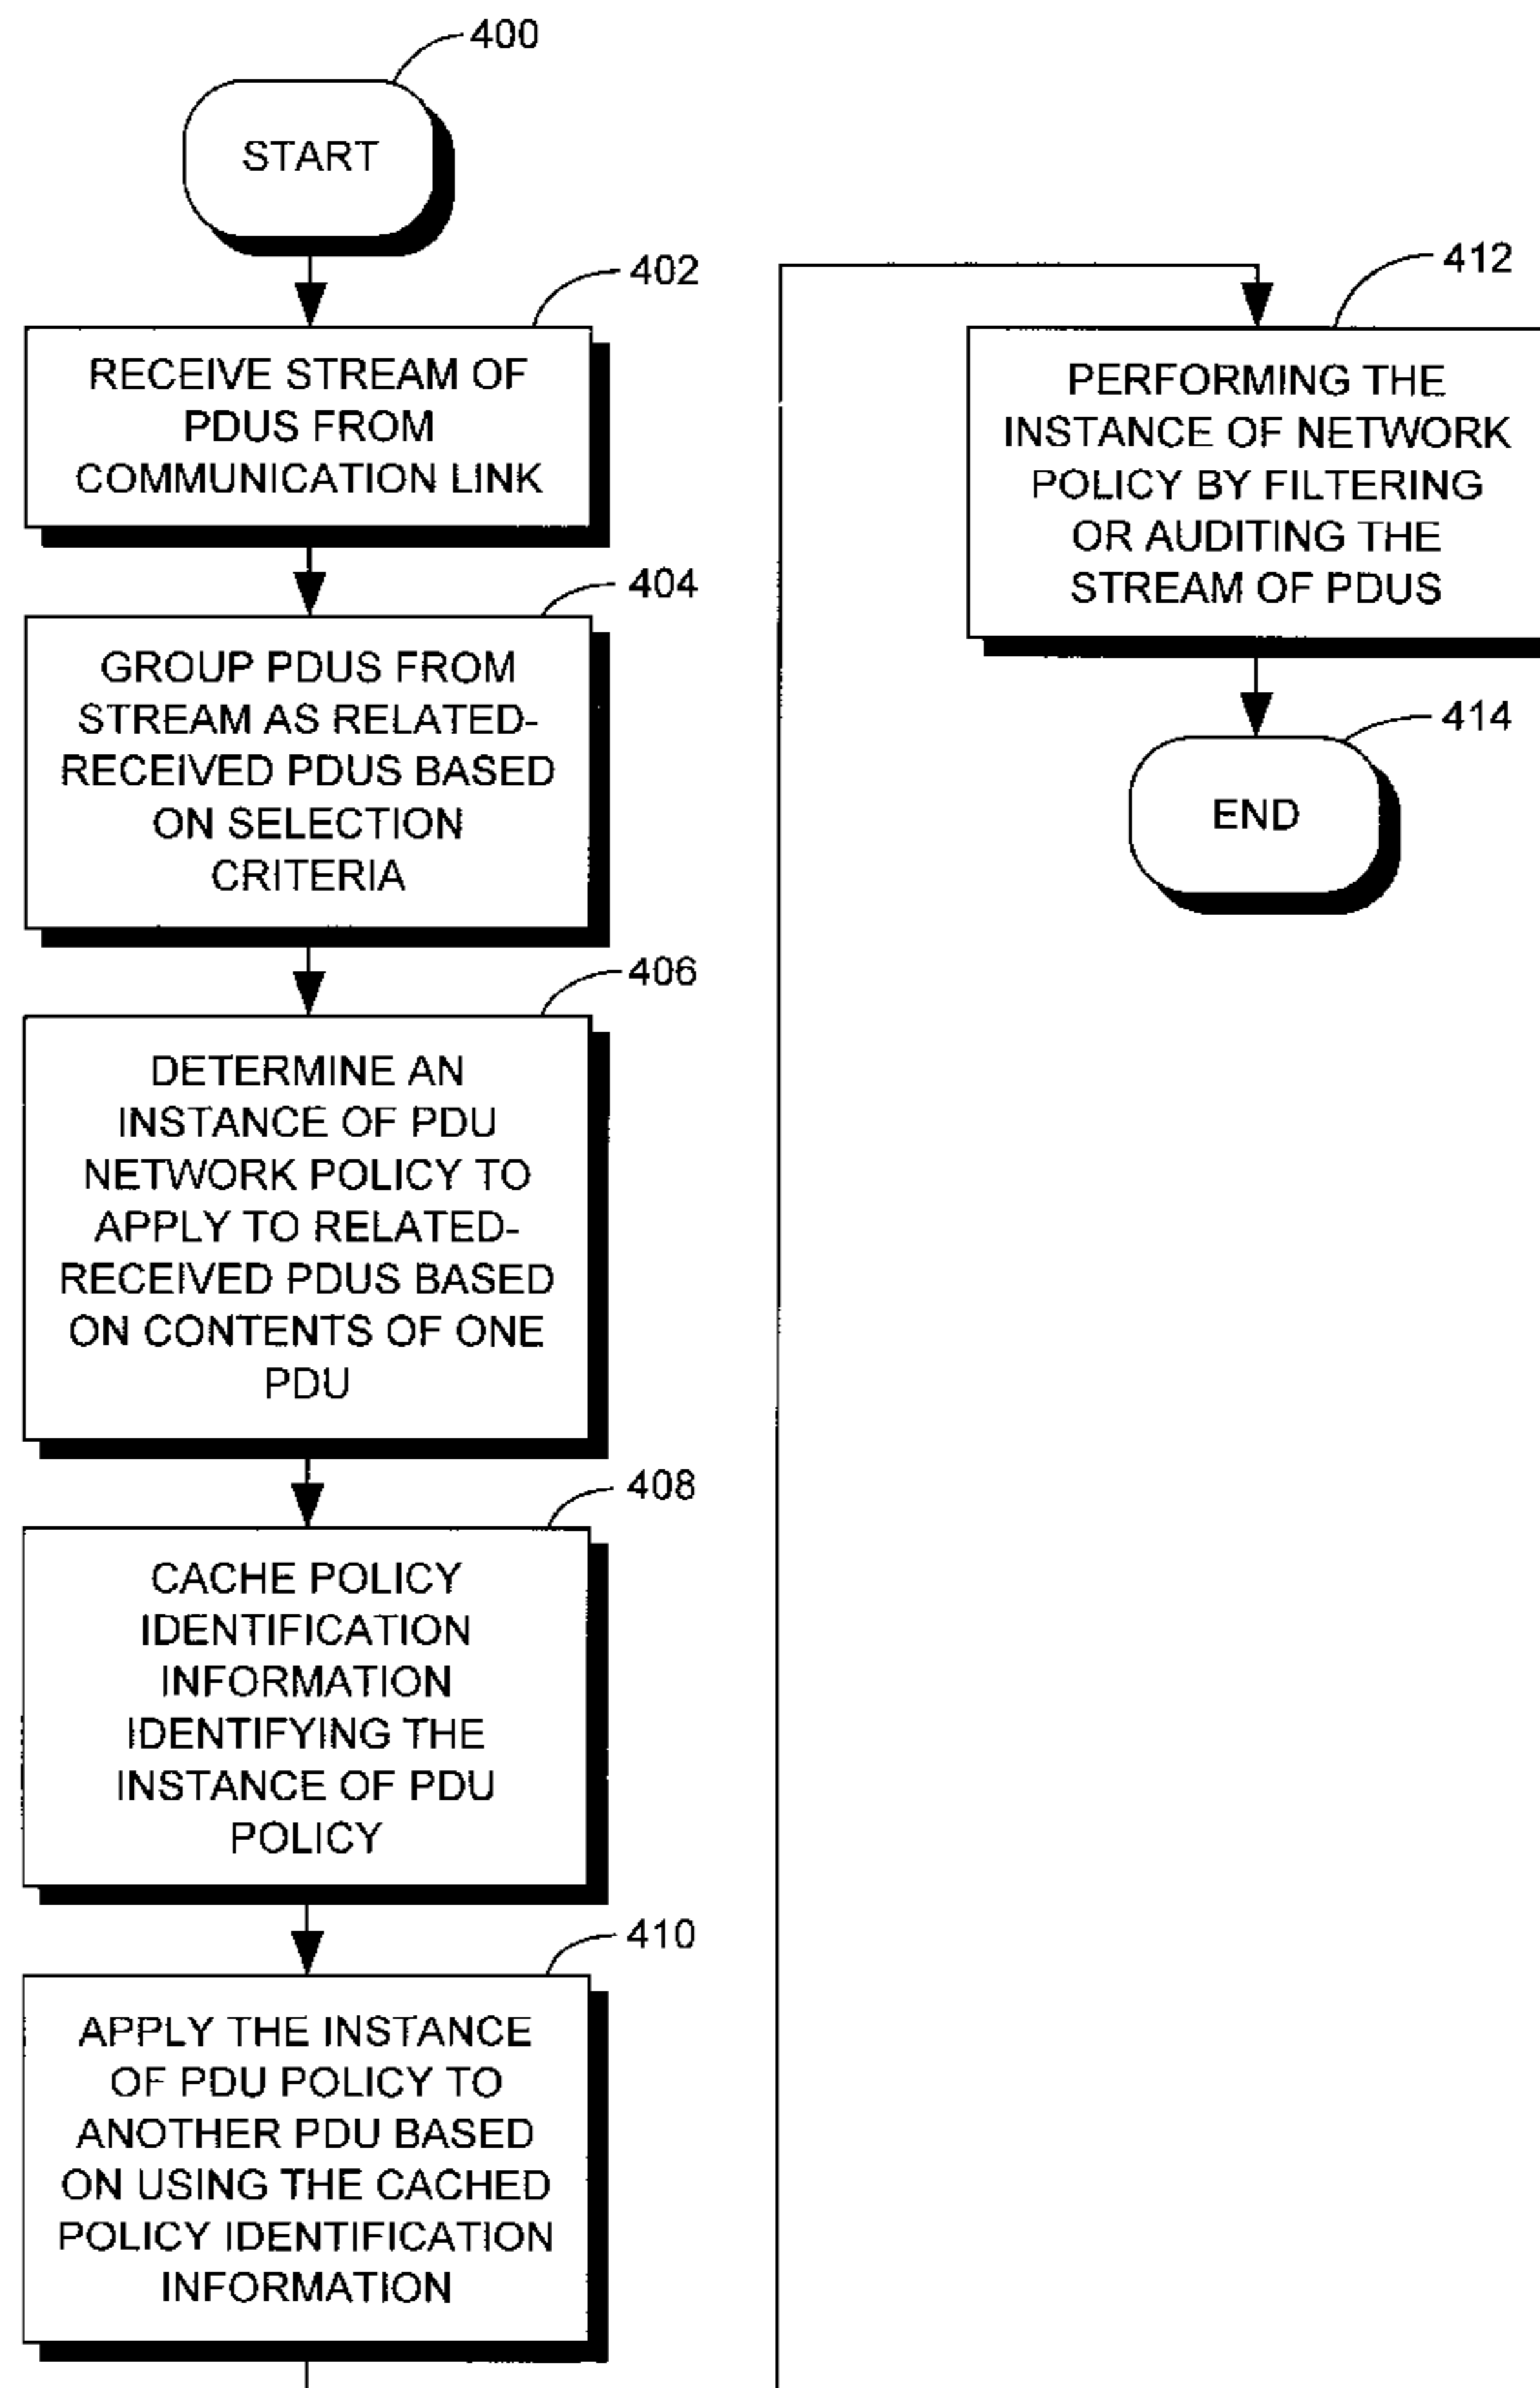 400
START
402
RECEIVE STREAM OF
PDUS FROM
COMMUNICATION LINK
404
GROUP PDUS FROM
STREAM AS RELATED-
RECEIVED PDUS BASED
ON SELECTION
CRITERIA
406
DETERMINE AN
INSTANCE OF PDU
NETWORK POLICY TO
APPLY TO RELATED-
RECEIVED PDUS BASED
ON CONTENTS OF ONE
PDU
408
CACHE POLICY
IDENTIFICATION
INFORMATION
IDENTIFYING THE
INSTANCE OF PDU
POLICY
410
APPLY THE INSTANCE
OF PDU POLICY TO
ANOTHER PDU BASED
ON USING THE CACHED
POLICY IDENTIFICATION
INFORMATION
412
PERFORMING THE
INSTANCE OF NETWORK
POLICY BY FILTERING
OR AUDITING THE
STREAM OF PDUS
414
END